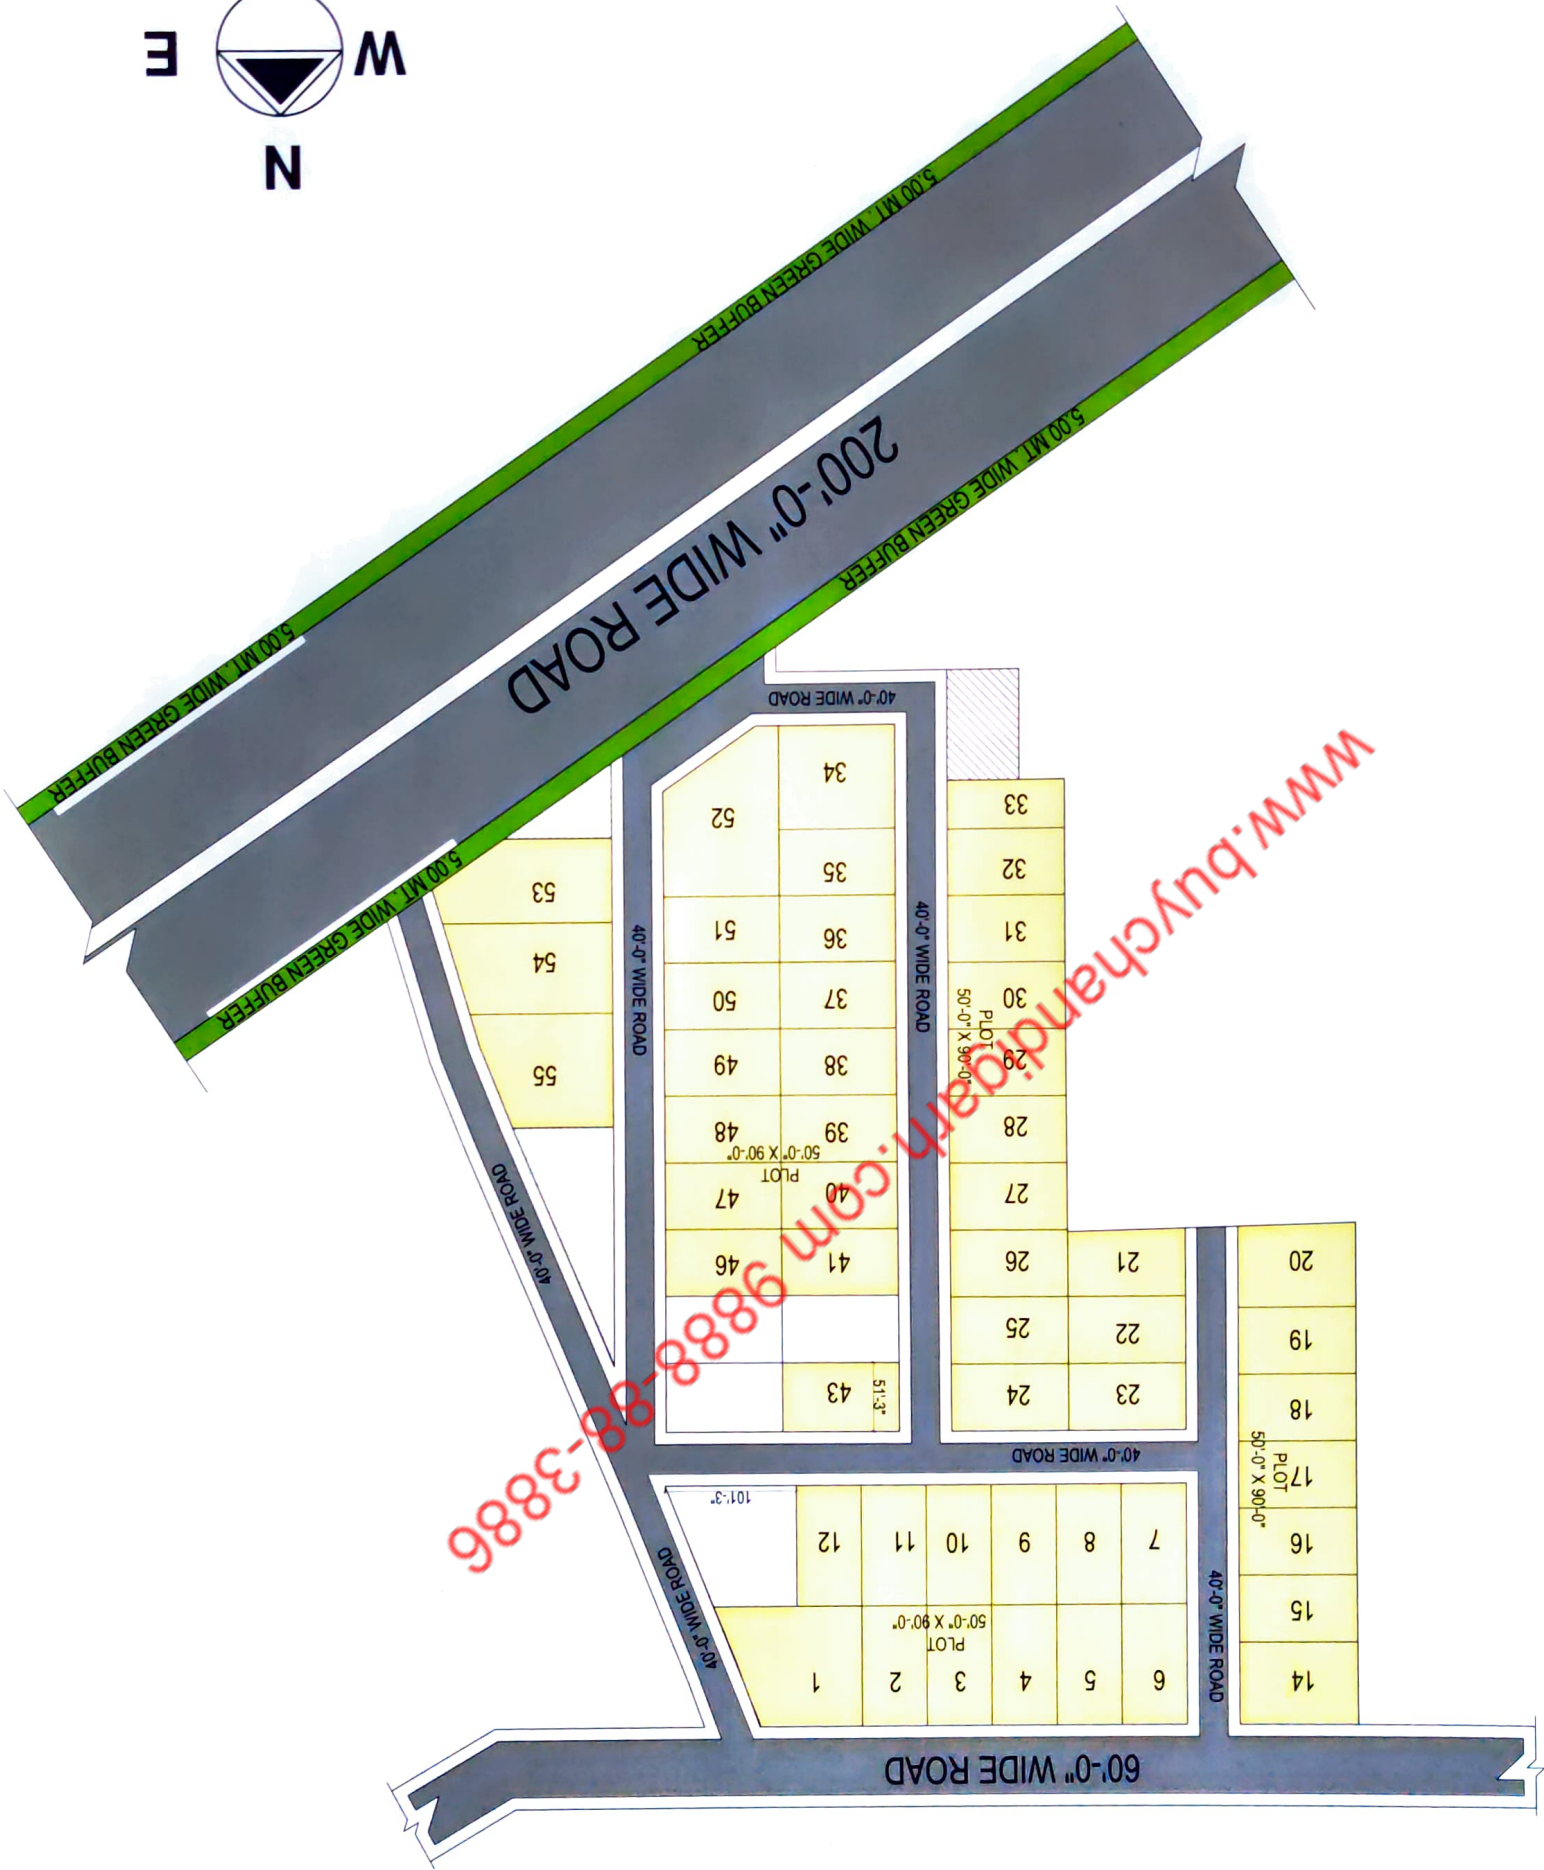 60'-0" WIDE ROAD
14
6
5
4
3
2
1
40'-0" WIDE ROAD
PLOT
50'-0" X 90'-0"
40'-0" WIDE ROAD
15
16
17
PLOT
50'-0" X 90'-0"
18
19
20
7
8
9
10
11
12
101'-3"
40'-0" WIDE ROAD
23
24
22
25
21
26
43
51'-3"
27
28
29
30
PLOT
50'-0" X 90'-0"
31
32
33
40'-0" WIDE ROAD
41
46
40
47
PLOT
50'-0" X 90'-0"
39
48
38
49
37
50
36
51
35
34
52
40'-0" WIDE ROAD
40'-0" WIDE ROAD
40'-0" WIDE ROAD
55
54
53
200'-0" WIDE ROAD
5.00 MT. WIDE GREEN BUFFER
5.00 MT. WIDE GREEN BUFFER
5.00 MT. WIDE GREEN BUFFER
5.00 MT. WIDE GREEN BUFFER
N
W
E
www.buychandigarh.com 9888-88-3886